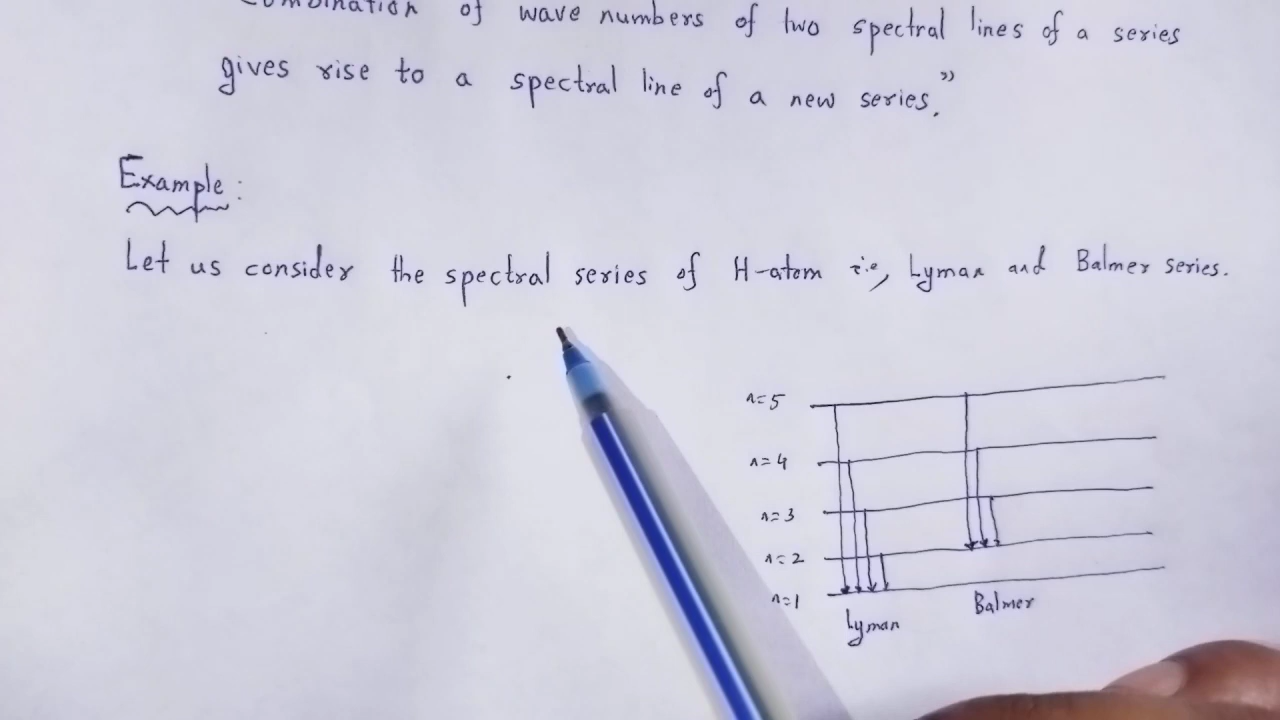 Combination of wave numbers of two spectral lines of a series
gives rise to a spectral line of a new series."
Example:
Let us consider the spectral series of H-atom i.e, Lyman and Balmer series.
n=5
n=4
n=3
n=2
n=1
Lyman
Balmer